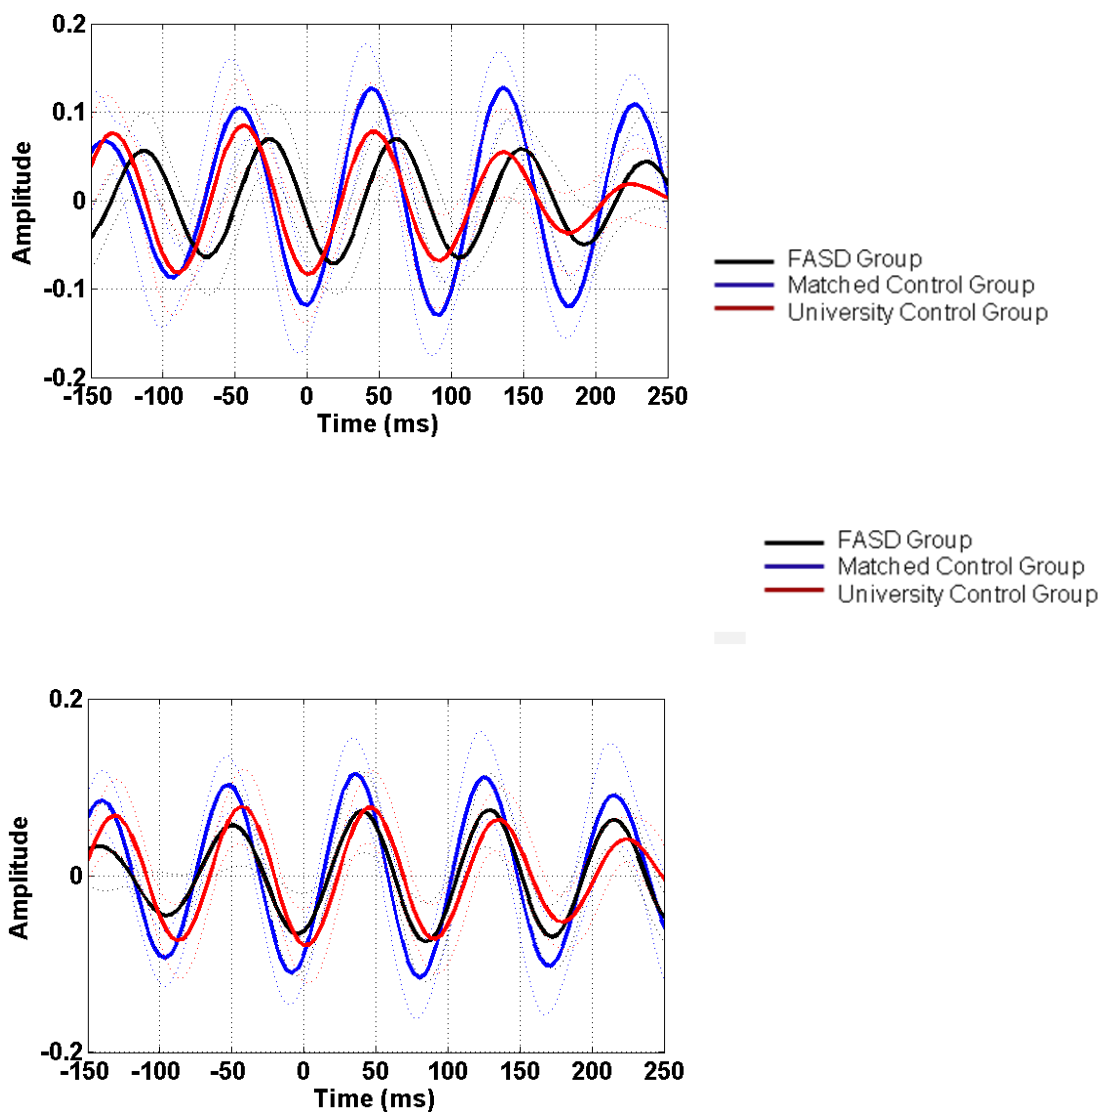 0.2
0.1
0
-0.1
-0.2
Amplitude
-150 -100 -50 0 50 100 150 200 250
Time (ms)
FASD Group
Matched Control Group
University Control Group
FASD Group
Matched Control Group
University Control Group
0.2
0
-0.2
Amplitude
-150 -100 -50 0 50 100 150 200 250
Time (ms)